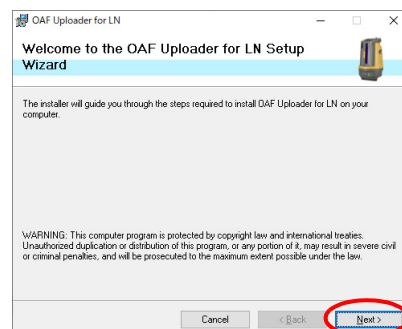 OAF Uploader for LN
Welcome to the OAF Uploader for LN Setup
Wizard
The installer will guide you through the steps required to install OAF Uploader for LN on your
computer.
WARNING: This computer program is protected by copyright law and international treaties.
Unauthorized duplication or distribution of this program, or any portion of it, may result in severe civil
or criminal penalties, and will be prosecuted to the maximum extent possible under the law.
Cancel < Back Next >